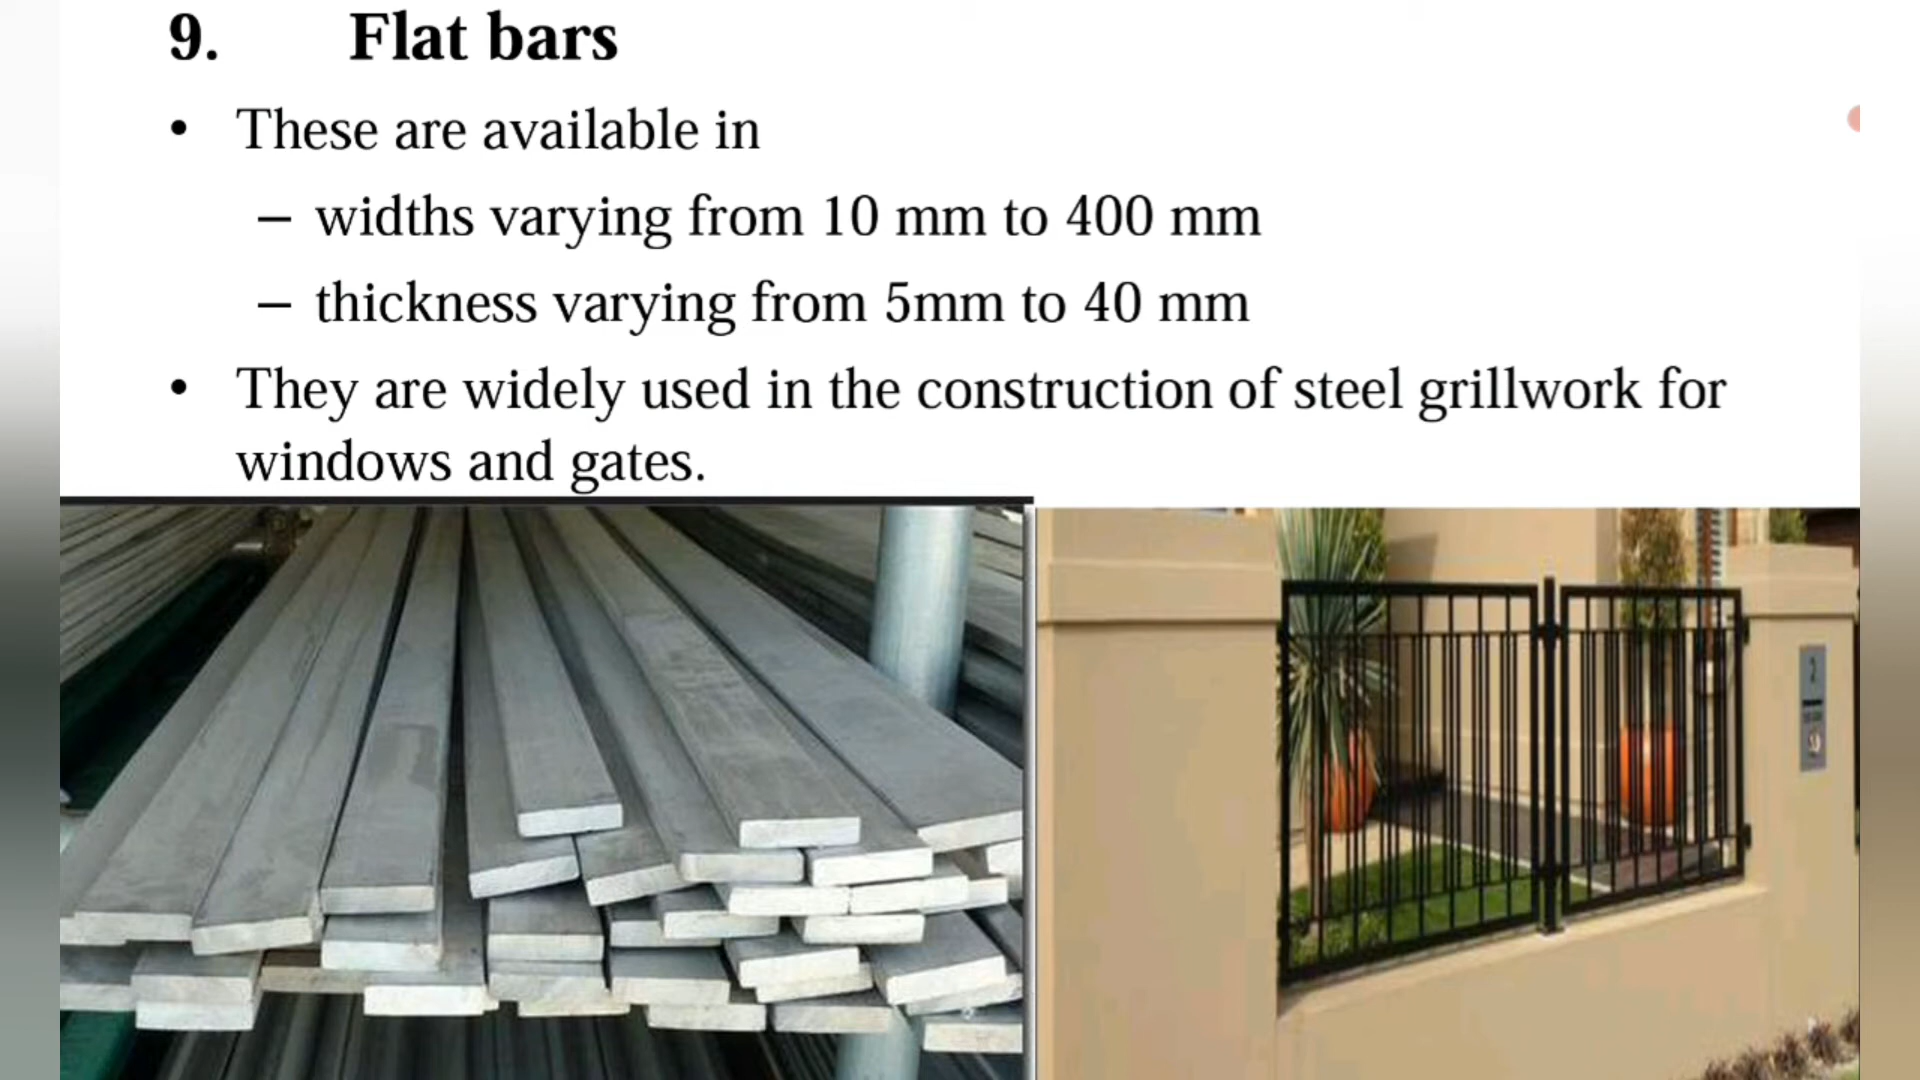 9. Flat bars
• These are available in
– widths varying from 10 mm to 400 mm
– thickness varying from 5mm to 40 mm
• They are widely used in the construction of steel grillwork for
windows and gates.
2